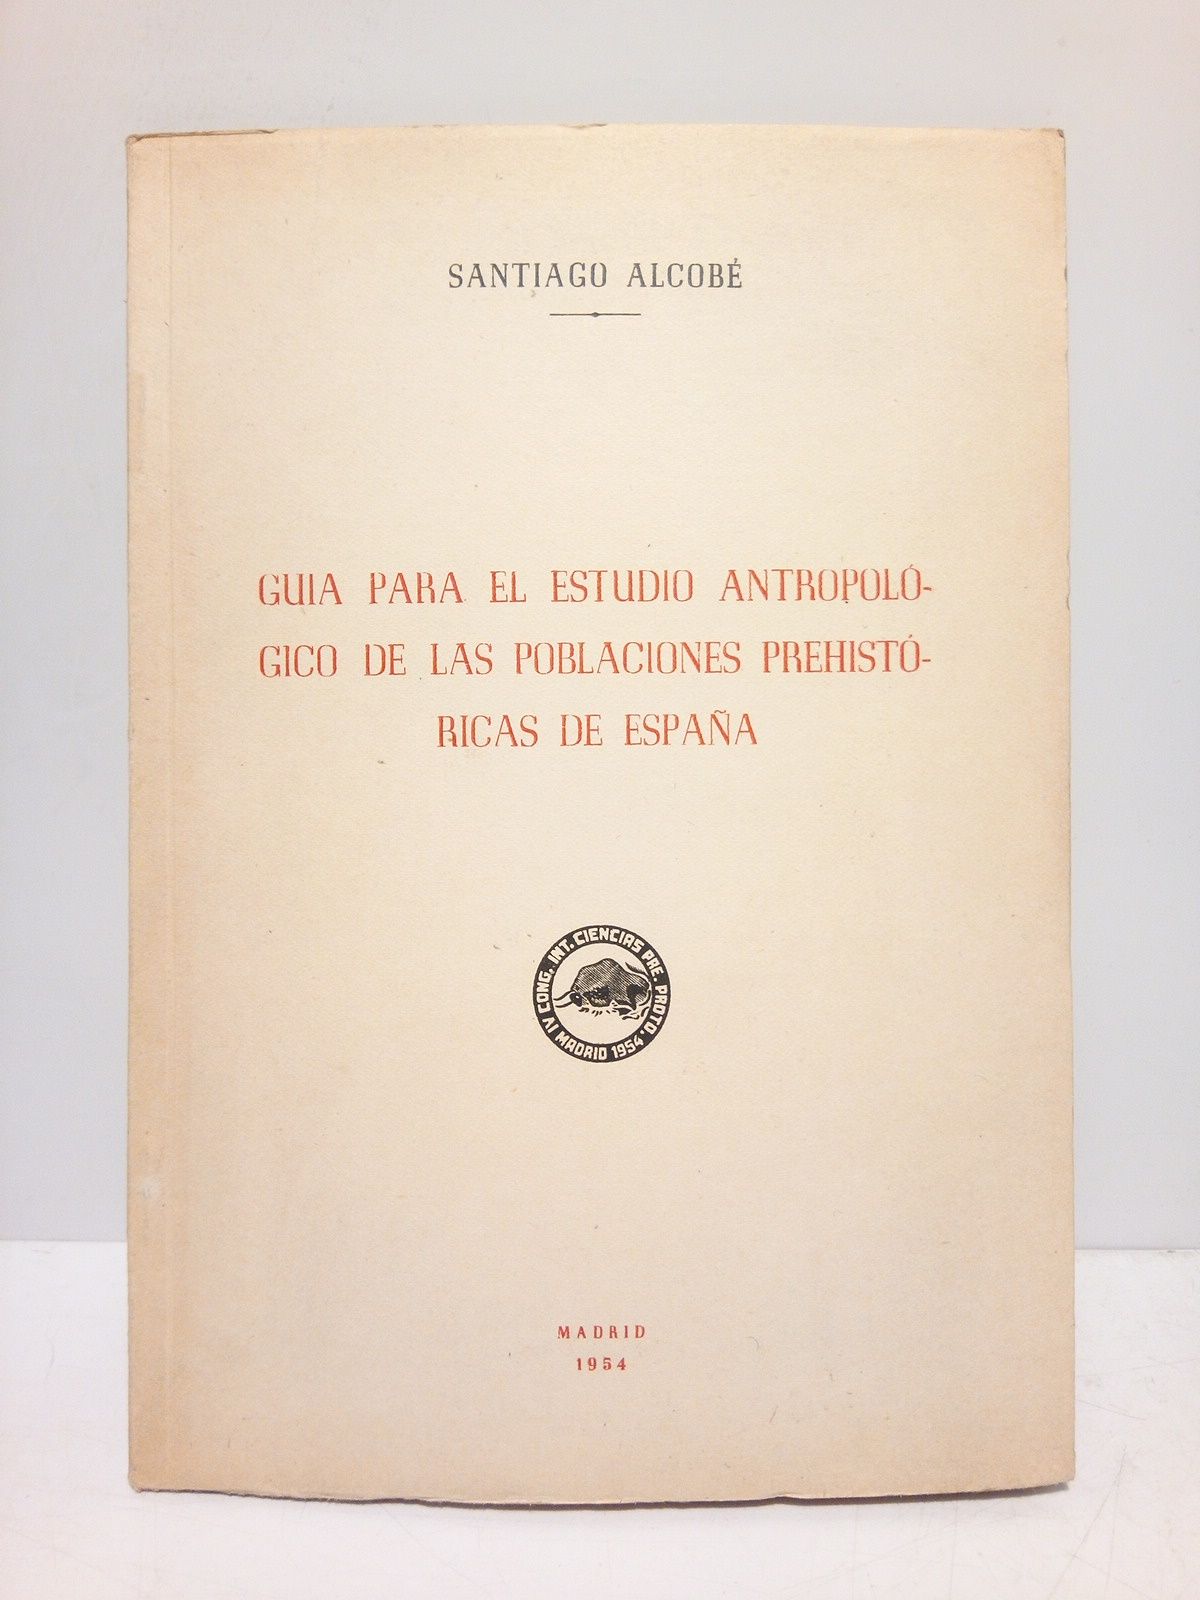 SANTIAGO ALCOBÉ
GUIA PARA EL ESTUDIO ANTROPOLÓ-
GICO DE LAS POBLACIONES PREHISTÓ-
RICAS DE ESPAÑA
IV CONG. INT. CIENCIAS PRE. PROTO.
MADRID 1954
MADRID
1954